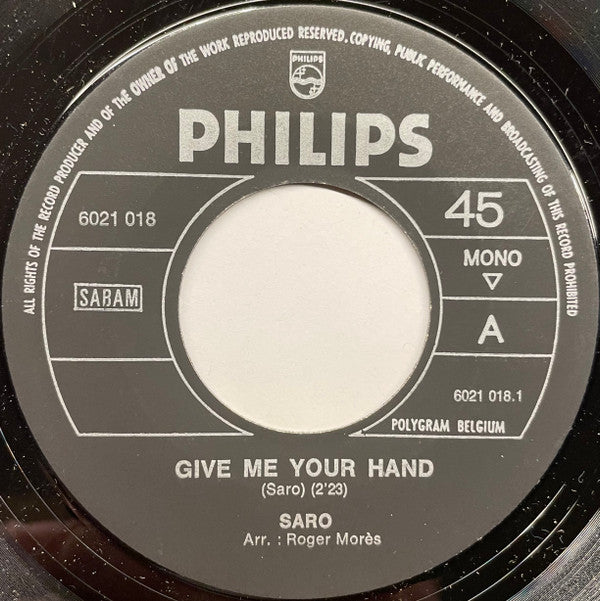 ALL RIGHTS OF THE RECORD PRODUCER AND OF THE OWNER OF THE WORK REPRODUCED RESERVED. COPYING, PUBLIC PERFORMANCE AND BROADCASTING OF THIS RECORD PROHIBITED
PHILIPS
PHILIPS
6021 018
45
SABAM
MONO
A
6021 018.1
POLYGRAM BELGIUM
GIVE ME YOUR HAND
(Saro) (2'23)
SARO
Arr. : Roger Morès